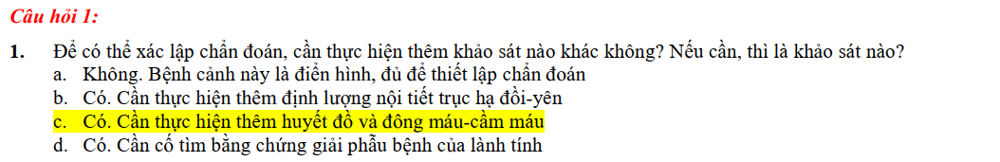 Câu hỏi 1:
1. Để có thể xác lập chẩn đoán, cần thực hiện thêm khảo sát nào khác không? Nếu cần, thì là khảo sát nào?
a. Không. Bệnh cảnh này là điển hình, đủ để thiết lập chẩn đoán
b. Có. Cần thực hiện thêm định lượng nội tiết trục hạ đồi-yên
c. Có. Cần thực hiện thêm huyết đồ và đông máu-cầm máu
d. Có. Cần cố tìm bằng chứng giải phẫu bệnh của lành tính